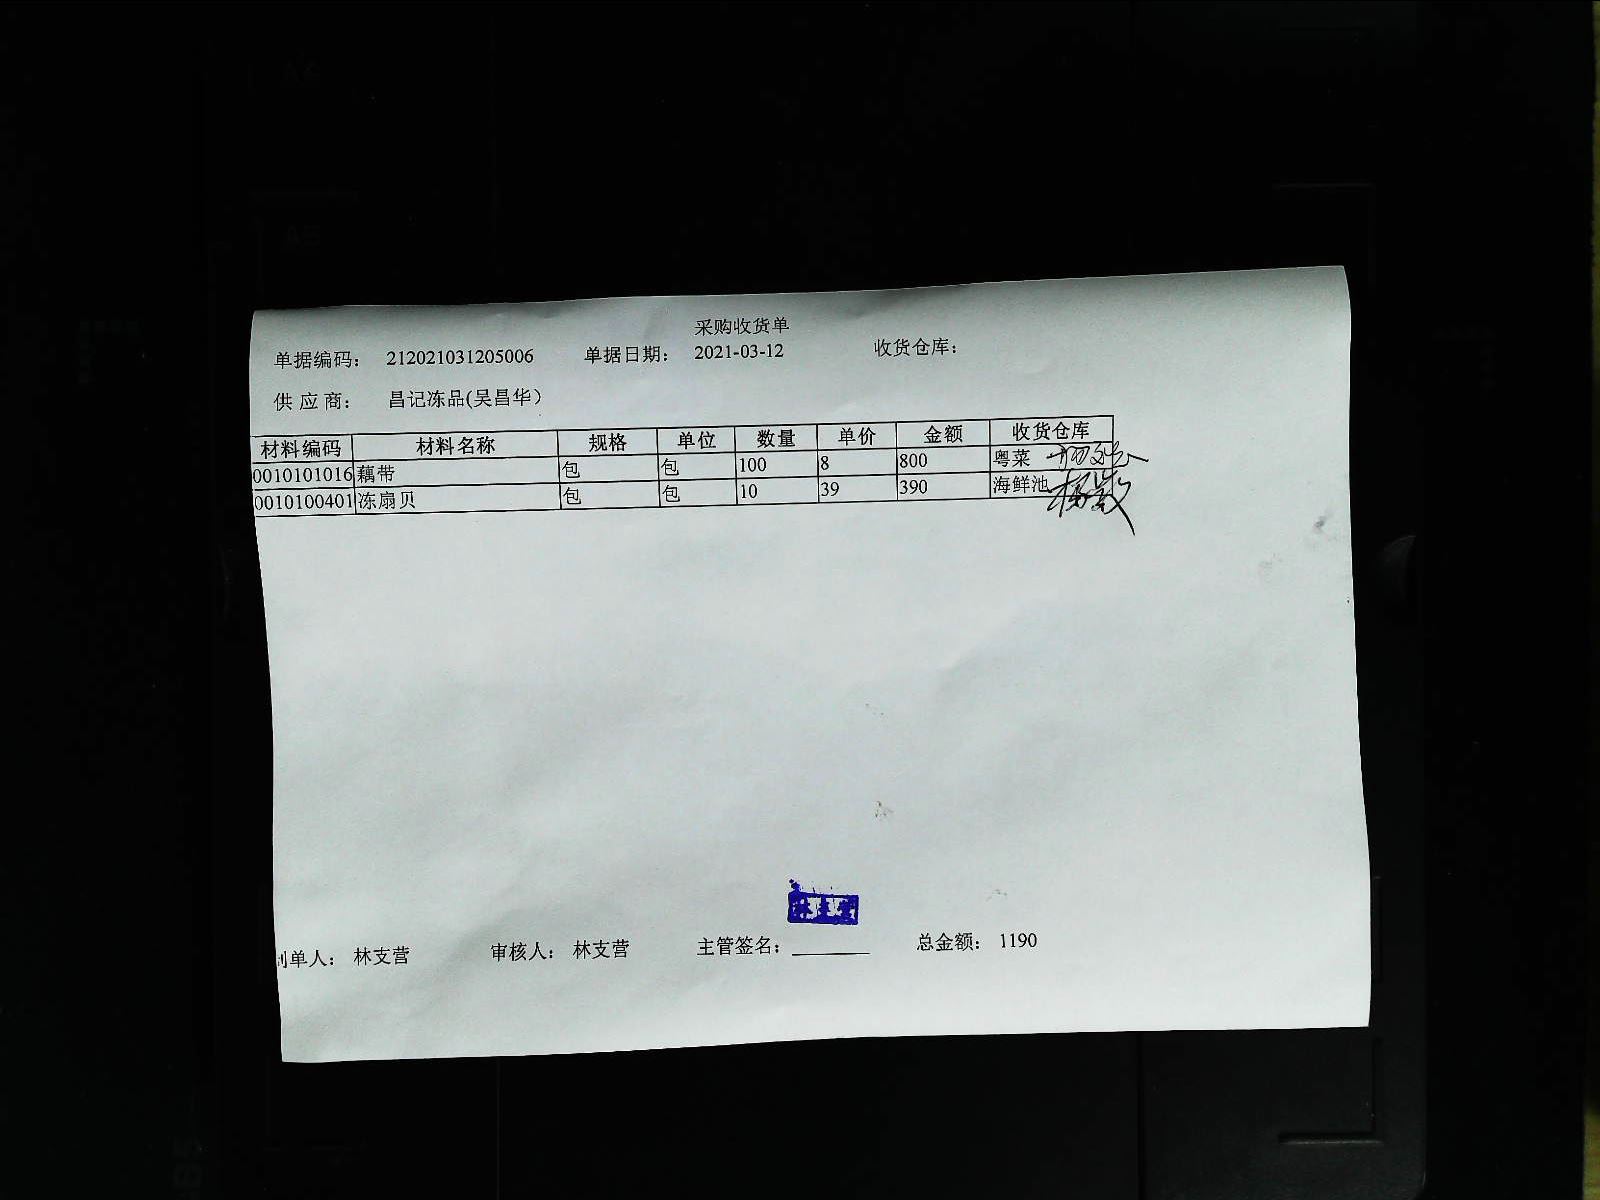 采购收货单
单据编码： 212021031205006 单据日期： 2021-03-12 收货仓库：
供 应 商： 昌记冻品(吴昌华）
材料编码 材料名称 规格 单位 数量 单价 金额 收货仓库
0010101016 藕带 包 包 100 8 800 粤菜
0010100401 冻扇贝 包 包 10 39 390 海鲜池
制单人： 林支营 审核人： 林支营 主管签名： 总金额： 1190